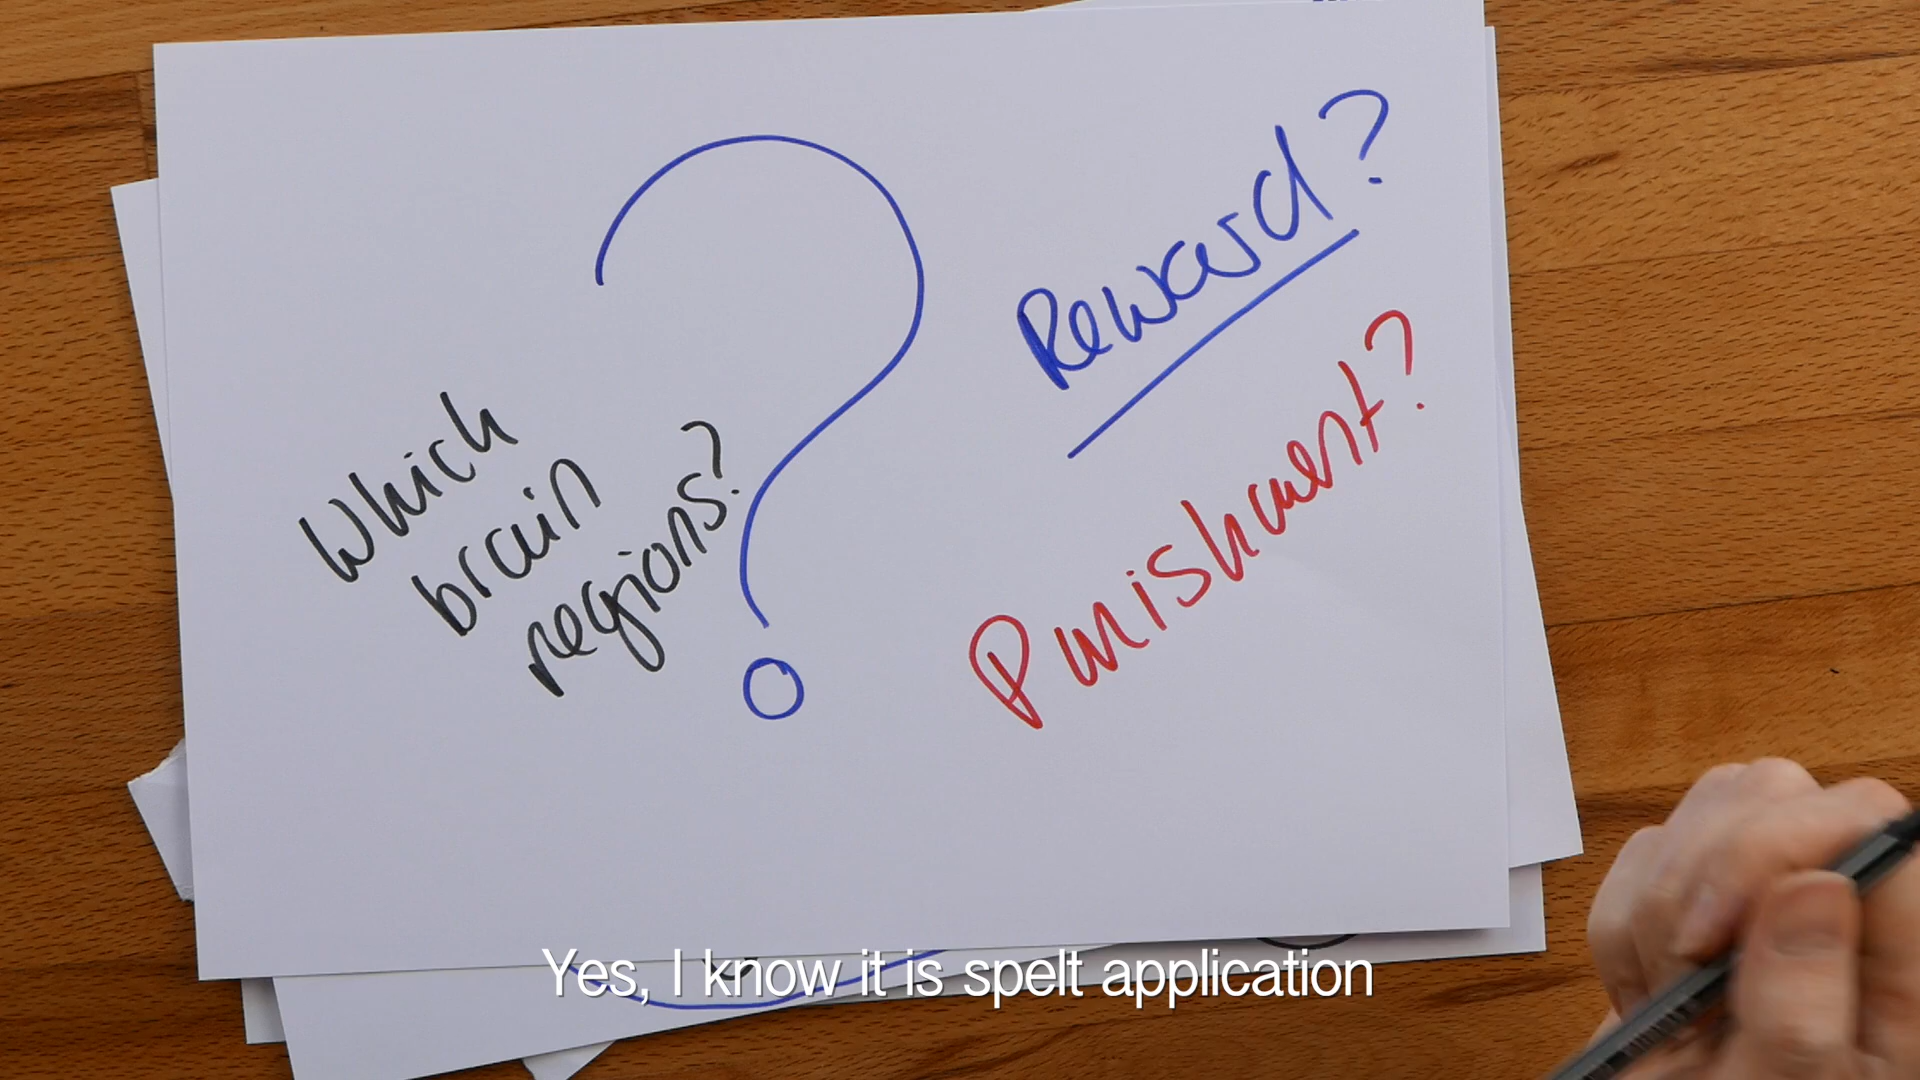 Which
brain
regions?
?
Reward?
Punishment?
Yes, I know it is spelt application